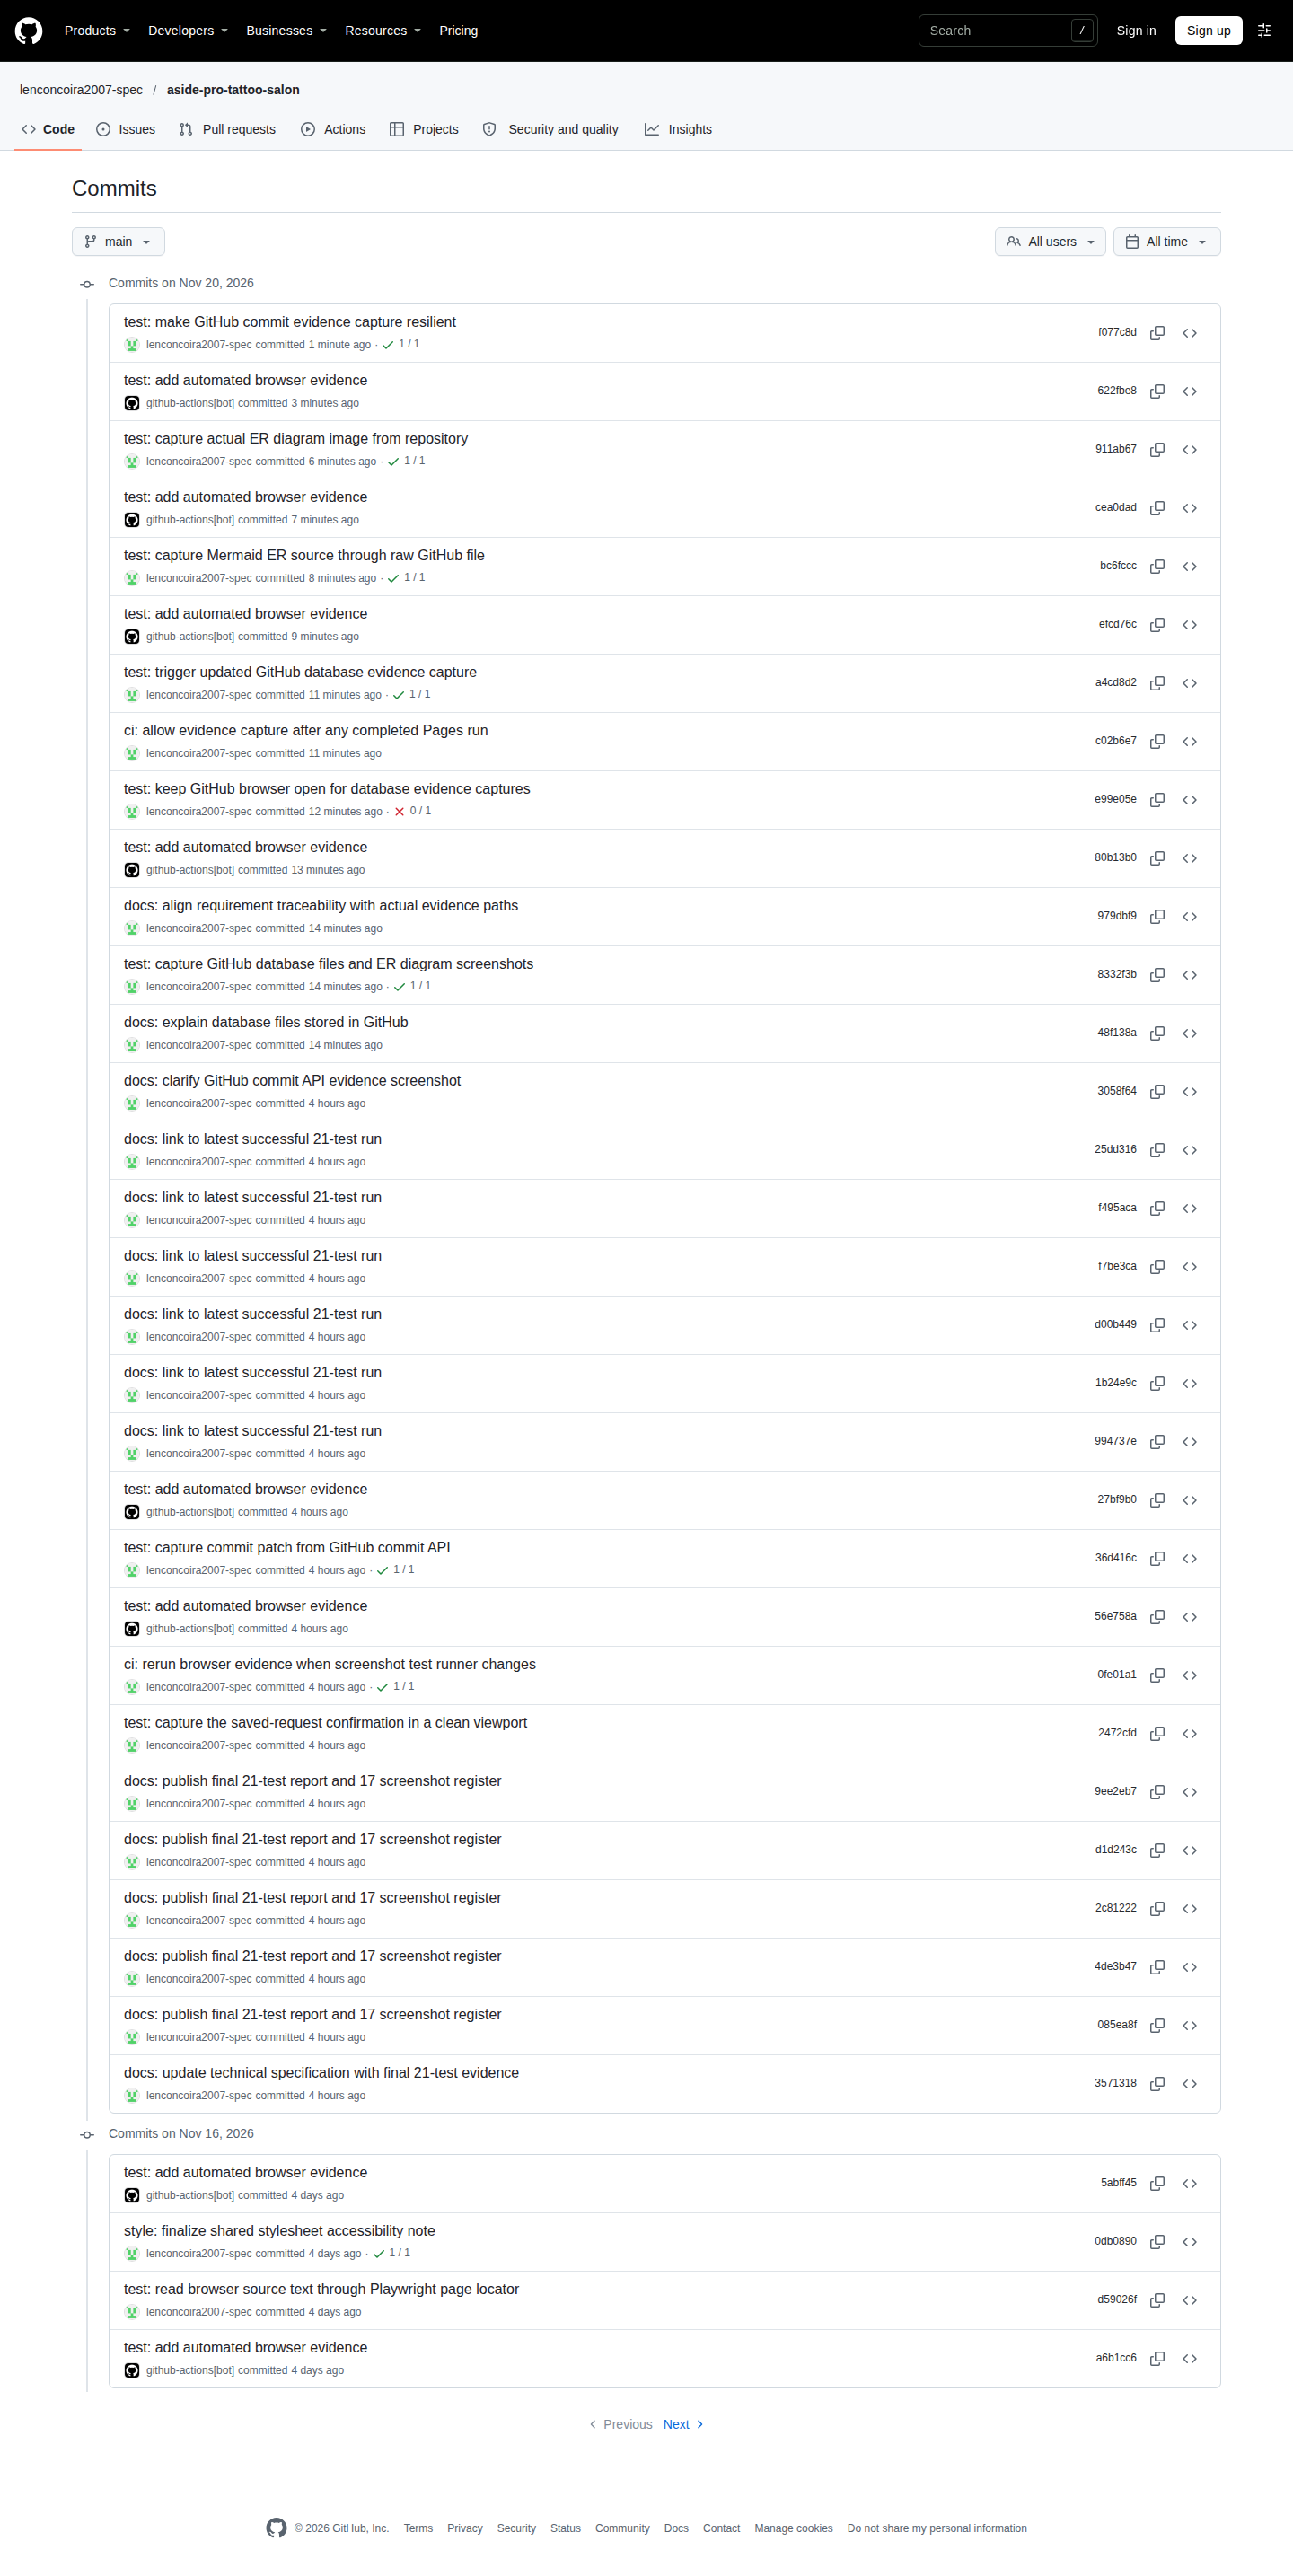 Products Developers Businesses Resources Pricing Search / Sign in Sign up
lenconcoira2007-spec / aside-pro-tattoo-salon
Code Issues Pull requests Actions Projects Security and quality Insights
Commits
main All users All time
Commits on Nov 20, 2026
test: make GitHub commit evidence capture resilient
f077c8d
lenconcoira2007-spec committed 1 minute ago · 1 / 1
test: add automated browser evidence
622fbe8
github-actions[bot] committed 3 minutes ago
test: capture actual ER diagram image from repository
911ab67
lenconcoira2007-spec committed 6 minutes ago · 1 / 1
test: add automated browser evidence
cea0dad
github-actions[bot] committed 7 minutes ago
test: capture Mermaid ER source through raw GitHub file
bc6fccc
lenconcoira2007-spec committed 8 minutes ago · 1 / 1
test: add automated browser evidence
efcd76c
github-actions[bot] committed 9 minutes ago
test: trigger updated GitHub database evidence capture
a4cd8d2
lenconcoira2007-spec committed 11 minutes ago · 1 / 1
ci: allow evidence capture after any completed Pages run
c02b6e7
lenconcoira2007-spec committed 11 minutes ago
test: keep GitHub browser open for database evidence captures
e99e05e
lenconcoira2007-spec committed 12 minutes ago · 0 / 1
test: add automated browser evidence
80b13b0
github-actions[bot] committed 13 minutes ago
docs: align requirement traceability with actual evidence paths
979dbf9
lenconcoira2007-spec committed 14 minutes ago
test: capture GitHub database files and ER diagram screenshots
8332f3b
lenconcoira2007-spec committed 14 minutes ago · 1 / 1
docs: explain database files stored in GitHub
48f138a
lenconcoira2007-spec committed 14 minutes ago
docs: clarify GitHub commit API evidence screenshot
3058f64
lenconcoira2007-spec committed 4 hours ago
docs: link to latest successful 21-test run
25dd316
lenconcoira2007-spec committed 4 hours ago
docs: link to latest successful 21-test run
f495aca
lenconcoira2007-spec committed 4 hours ago
docs: link to latest successful 21-test run
f7be3ca
lenconcoira2007-spec committed 4 hours ago
docs: link to latest successful 21-test run
d00b449
lenconcoira2007-spec committed 4 hours ago
docs: link to latest successful 21-test run
1b24e9c
lenconcoira2007-spec committed 4 hours ago
docs: link to latest successful 21-test run
994737e
lenconcoira2007-spec committed 4 hours ago
test: add automated browser evidence
27bf9b0
github-actions[bot] committed 4 hours ago
test: capture commit patch from GitHub commit API
36d416c
lenconcoira2007-spec committed 4 hours ago · 1 / 1
test: add automated browser evidence
56e758a
github-actions[bot] committed 4 hours ago
ci: rerun browser evidence when screenshot test runner changes
0fe01a1
lenconcoira2007-spec committed 4 hours ago · 1 / 1
test: capture the saved-request confirmation in a clean viewport
2472cfd
lenconcoira2007-spec committed 4 hours ago
docs: publish final 21-test report and 17 screenshot register
9ee2eb7
lenconcoira2007-spec committed 4 hours ago
docs: publish final 21-test report and 17 screenshot register
d1d243c
lenconcoira2007-spec committed 4 hours ago
docs: publish final 21-test report and 17 screenshot register
2c81222
lenconcoira2007-spec committed 4 hours ago
docs: publish final 21-test report and 17 screenshot register
4de3b47
lenconcoira2007-spec committed 4 hours ago
docs: publish final 21-test report and 17 screenshot register
085ea8f
lenconcoira2007-spec committed 4 hours ago
docs: update technical specification with final 21-test evidence
3571318
lenconcoira2007-spec committed 4 hours ago
Commits on Nov 16, 2026
test: add automated browser evidence
5abff45
github-actions[bot] committed 4 days ago
style: finalize shared stylesheet accessibility note
0db0890
lenconcoira2007-spec committed 4 days ago · 1 / 1
test: read browser source text through Playwright page locator
d59026f
lenconcoira2007-spec committed 4 days ago
test: add automated browser evidence
a6b1cc6
github-actions[bot] committed 4 days ago
Previous Next
© 2026 GitHub, Inc. Terms Privacy Security Status Community Docs Contact Manage cookies Do not share my personal information